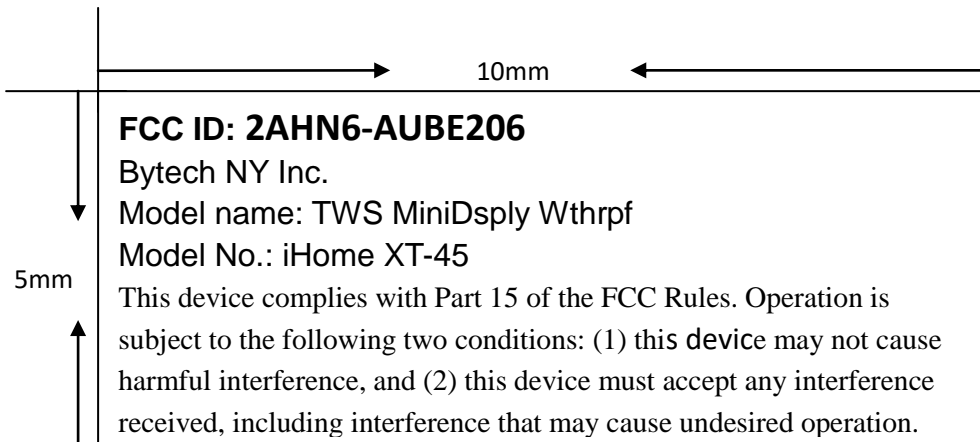 10mm
FCC ID: 2AHN6-AUBE206
Bytech NY Inc.
Model name: TWS MiniDsply Wthrpf
Model No.: iHome XT-45
5mm
This device complies with Part 15 of the FCC Rules. Operation is
subject to the following two conditions: (1) this device may not cause
harmful interference, and (2) this device must accept any interference
received, including interference that may cause undesired operation.